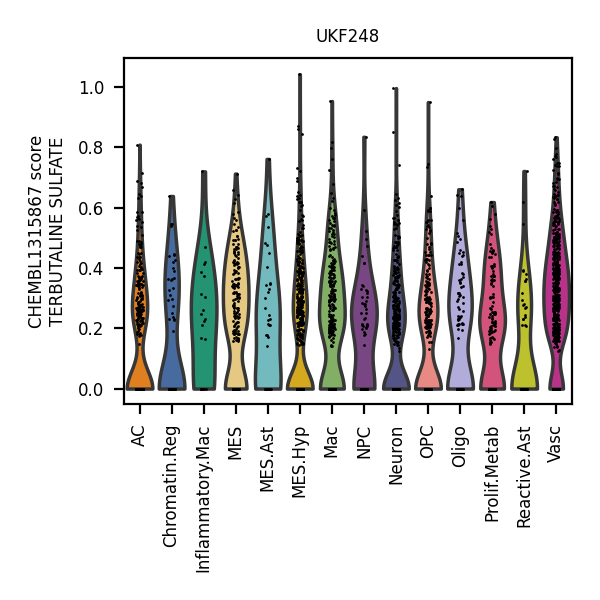 UKF248
CHEMBL1315867 score
TERBUTALINE SULFATE
1.0
0.8
0.6
0.4
0.2
0.0
AC
Chromatin.Reg
Inflammatory.Mac
MES
MES.Ast
MES.Hyp
Mac
NPC
Neuron
OPC
Oligo
Prolif.Metab
Reactive.Ast
Vasc